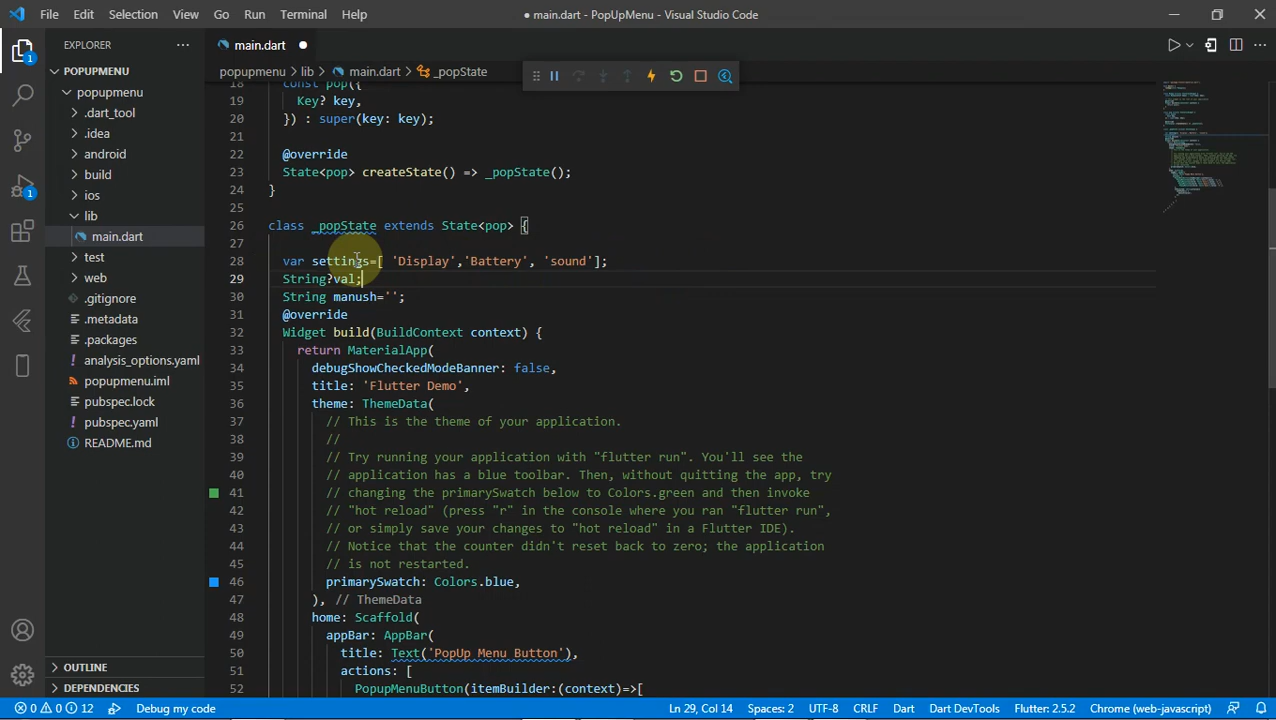 File Edit Selection View Go Run Terminal Help
● main.dart - PopUpMenu - Visual Studio Code
EXPLORER
main.dart
popupmenu > lib > main.dart > _popState
POPUPMENU
popupmenu
.dart_tool
.idea
android
build
ios
lib
main.dart
test
web
.gitignore
.metadata
.packages
analysis_options.yaml
popupmenu.iml
pubspec.lock
pubspec.yaml
README.md
OUTLINE
DEPENDENCIES
1
1
18 const pop({
19 Key? key,
20 }) : super(key: key);
21
22 @override
23 State<pop> createState() => _popState();
24 }
25
26 class _popState extends State<pop> {
27
28 var settings=[ 'Display','Battery', 'sound'];
29 String?val;
30 String manush='';
31 @override
32 Widget build(BuildContext context) {
33 return MaterialApp(
34 debugShowCheckedModeBanner: false,
35 title: 'Flutter Demo',
36 theme: ThemeData(
37 // This is the theme of your application.
38 //
39 // Try running your application with "flutter run". You'll see the
40 // application has a blue toolbar. Then, without quitting the app, try
41 // changing the primarySwatch below to Colors.green and then invoke
42 // "hot reload" (press "r" in the console where you ran "flutter run",
43 // or simply save your changes to "hot reload" in a Flutter IDE).
44 // Notice that the counter didn't reset back to zero; the application
45 // is not restarted.
46 primarySwatch: Colors.blue,
47 ), // ThemeData
48 home: Scaffold(
49 appBar: AppBar(
50 title: Text('PopUp Menu Button'),
51 actions: [
52 PopupMenuButton(itemBuilder:(context)=>[
0 0 12 Debug my code
Ln 29, Col 14 Spaces: 2 UTF-8 CRLF Dart Dart DevTools Flutter: 2.5.2 Chrome (web-javascript)